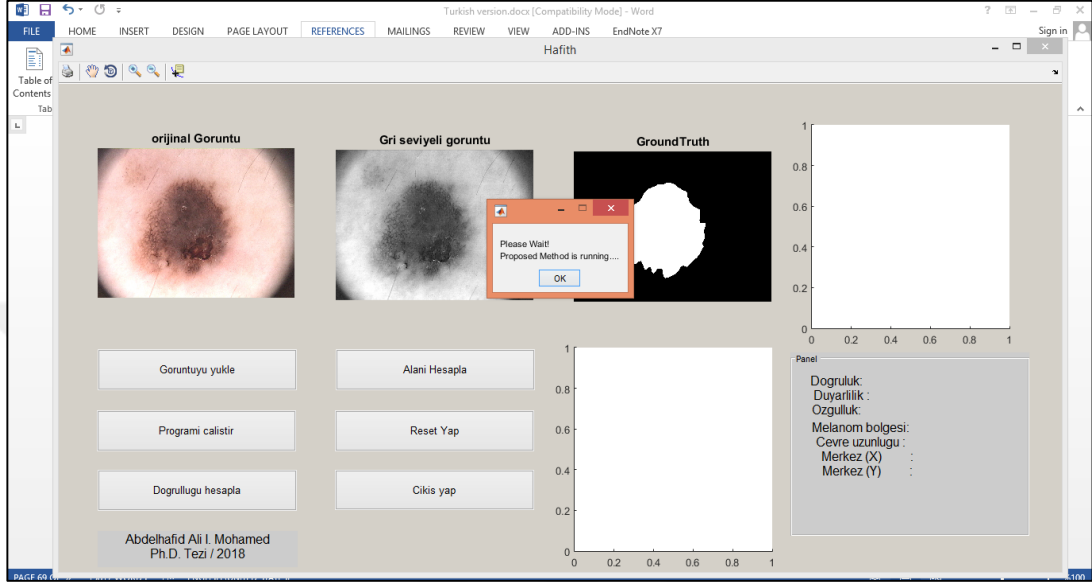 Turkish version.docx [Compatibility Mode] - Word
FILE HOME INSERT DESIGN PAGE LAYOUT REFERENCES MAILINGS REVIEW VIEW ADD-INS EndNote X7 Sign in
Hafith
Table of
Contents
Tab
orijinal Goruntu
Gri seviyeli goruntu
GroundTruth
1
0.8
0.6
0.4
0.2
0
0 0.2 0.4 0.6 0.8 1
Please Wait!
Proposed Method is running....
OK
Goruntuyu yukle
Alani Hesapla
Programi calistir
Reset Yap
Dogrullugu hesapla
Cikis yap
1
0.8
0.6
0.4
0.2
0
0 0.2 0.4 0.6 0.8 1
Panel
Dogruluk:
Duyarlilik :
Ozgulluk:
Melanom bolgesi:
Cevre uzunlugu :
Merkez (X) :
Merkez (Y) :
Abdelhafid Ali I. Mohamed
Ph.D. Tezi / 2018
PAGE 69